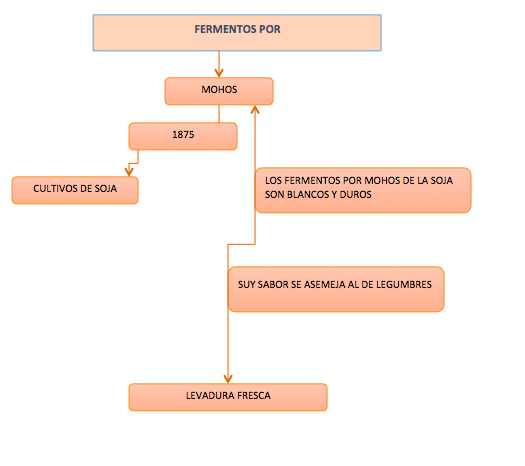 FERMENTOS POR
MOHOS
1875
CULTIVOS DE SOJA
LOS FERMENTOS POR MOHOS DE LA SOJA
SON BLANCOS Y DUROS
SUY SABOR SE ASEMEJA AL DE LEGUMBRES
LEVADURA FRESCA